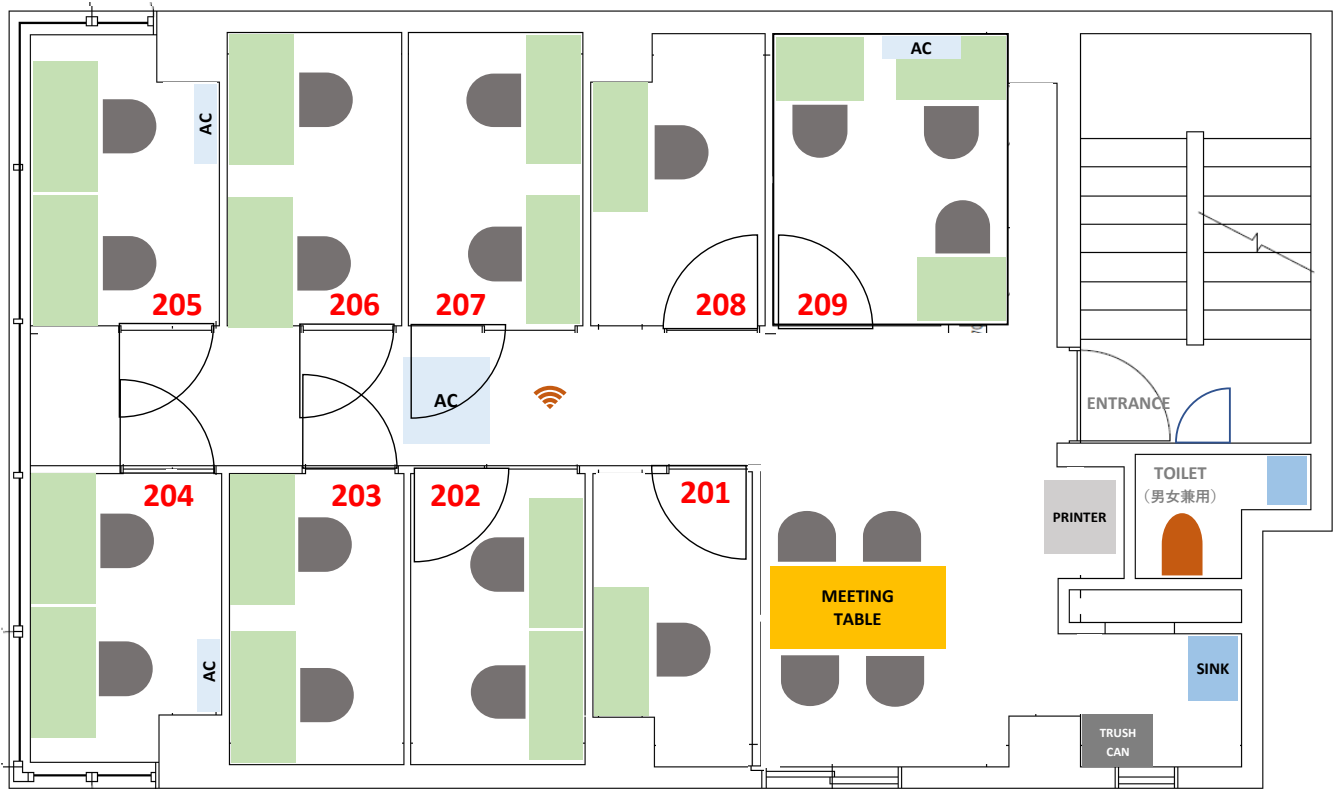 AC
AC
205
206
207
208
209
AC
ENTRANCE
204
203
202
201
TOILET
（男女兼用）
PRINTER
MEETING
TABLE
AC
SINK
TRUSH
CAN